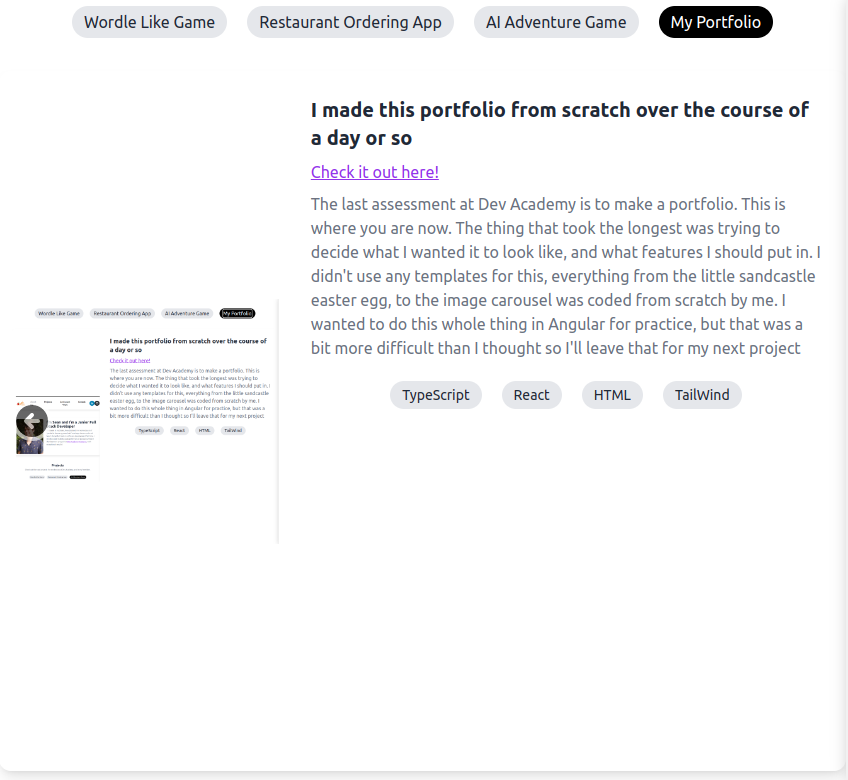 Wordle Like Game
Restaurant Ordering App
AI Adventure Game
My Portfolio
I made this portfolio from scratch over the course of
a day or so
Check it out here!
The last assessment at Dev Academy is to make a portfolio. This is
where you are now. The thing that took the longest was trying to
decide what I wanted it to look like, and what features I should put in. I
didn't use any templates for this, everything from the little sandcastle
easter egg, to the image carousel was coded from scratch by me. I
wanted to do this whole thing in Angular for practice, but that was a
bit more difficult than I thought so I'll leave that for my next project
TypeScript
React
HTML
TailWind
Wordle Like Game
Restaurant Ordering App
AI Adventure Game
My Portfolio
I made this portfolio from scratch over the course of
a day or so
Check it out here!
The last assessment at Dev Academy is to make a portfolio. This is
where you are now. The thing that took the longest was trying to
decide what I wanted it to look like, and what features I should put in. I
didn't use any templates for this, everything from the little sandcastle
easter egg, to the image carousel was coded from scratch by me. I
wanted to do this whole thing in Angular for practice, but that was a
bit more difficult than I thought so I'll leave that for my next project
TypeScript
React
HTML
TailWind
Projects